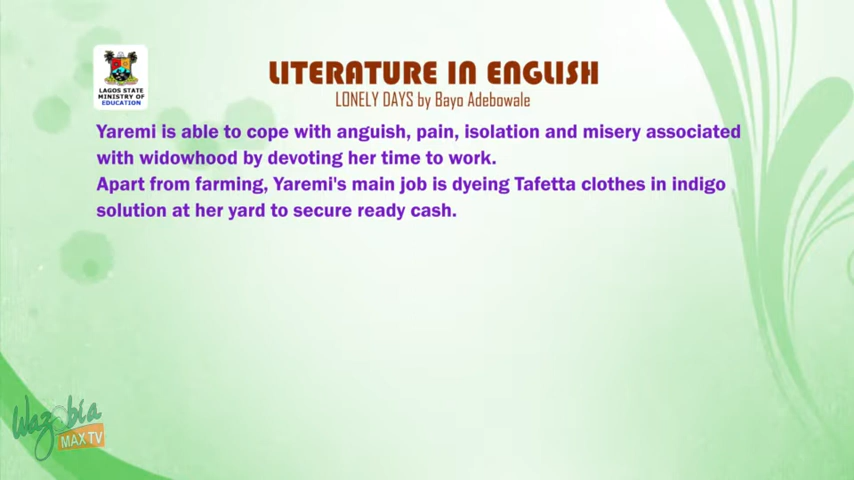 LITERATURE IN ENGLISH
LONELY DAYS by Bayo Adebowale
LAGOS STATE
MINISTRY OF
EDUCATION
Yaremi is able to cope with anguish, pain, isolation and misery associated
with widowhood by devoting her time to work.
Apart from farming, Yaremi's main job is dyeing Tafetta clothes in indigo
solution at her yard to secure ready cash.
Wazobia
MAX TV